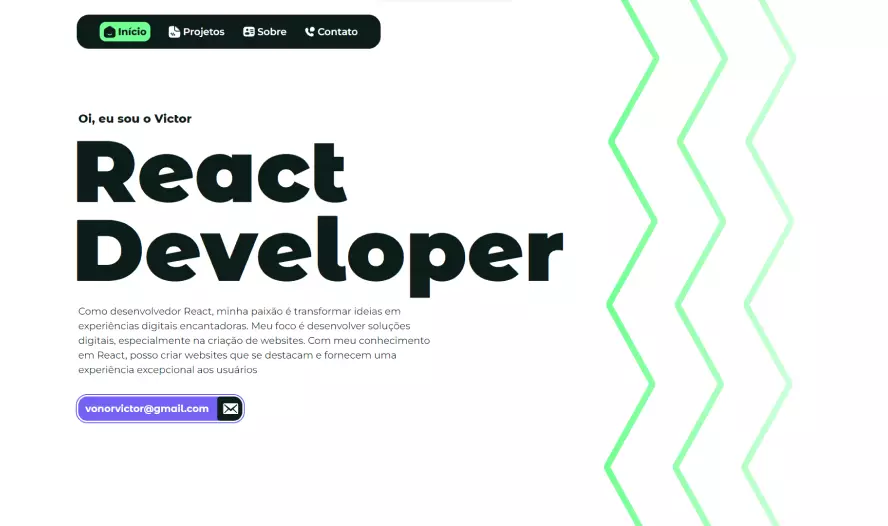 Início Projetos Sobre Contato
Oi, eu sou o Victor
React
Developer
Como desenvolvedor React, minha paixão é transformar ideias em
experiências digitais encantadoras. Meu foco é desenvolver soluções
digitais, especialmente na criação de websites. Com meu conhecimento
em React, posso criar websites que se destacam e fornecem uma
experiência excepcional aos usuários
vonorvictor@gmail.com